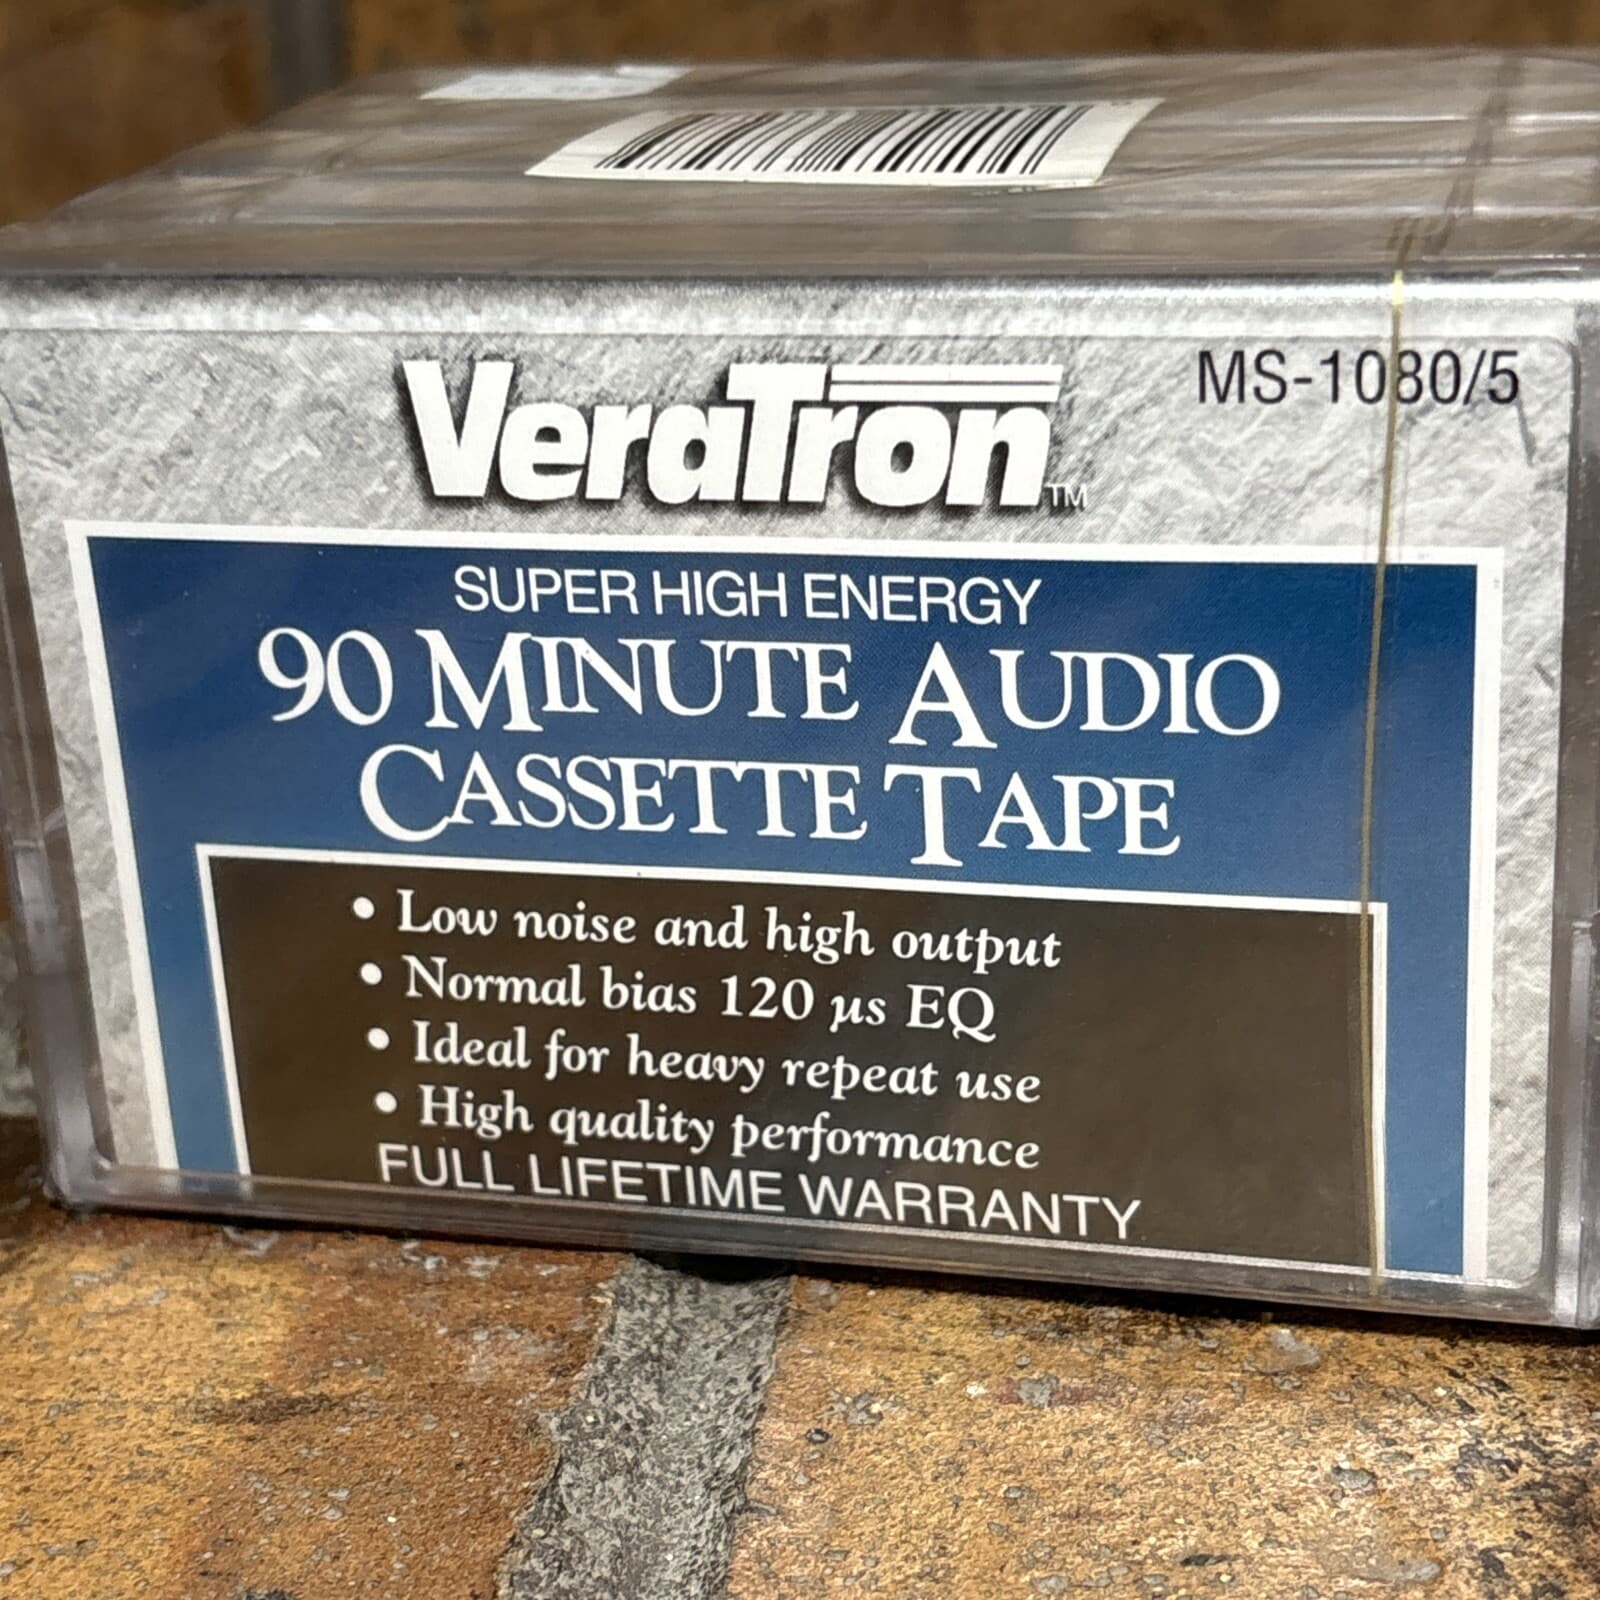 VeraTron™
MS-1080/5
SUPER HIGH ENERGY
90 MINUTE AUDIO
CASSETTE TAPE
• Low noise and high output
• Normal bias 120 µs EQ
• Ideal for heavy repeat use
• High quality performance
FULL LIFETIME WARRANTY